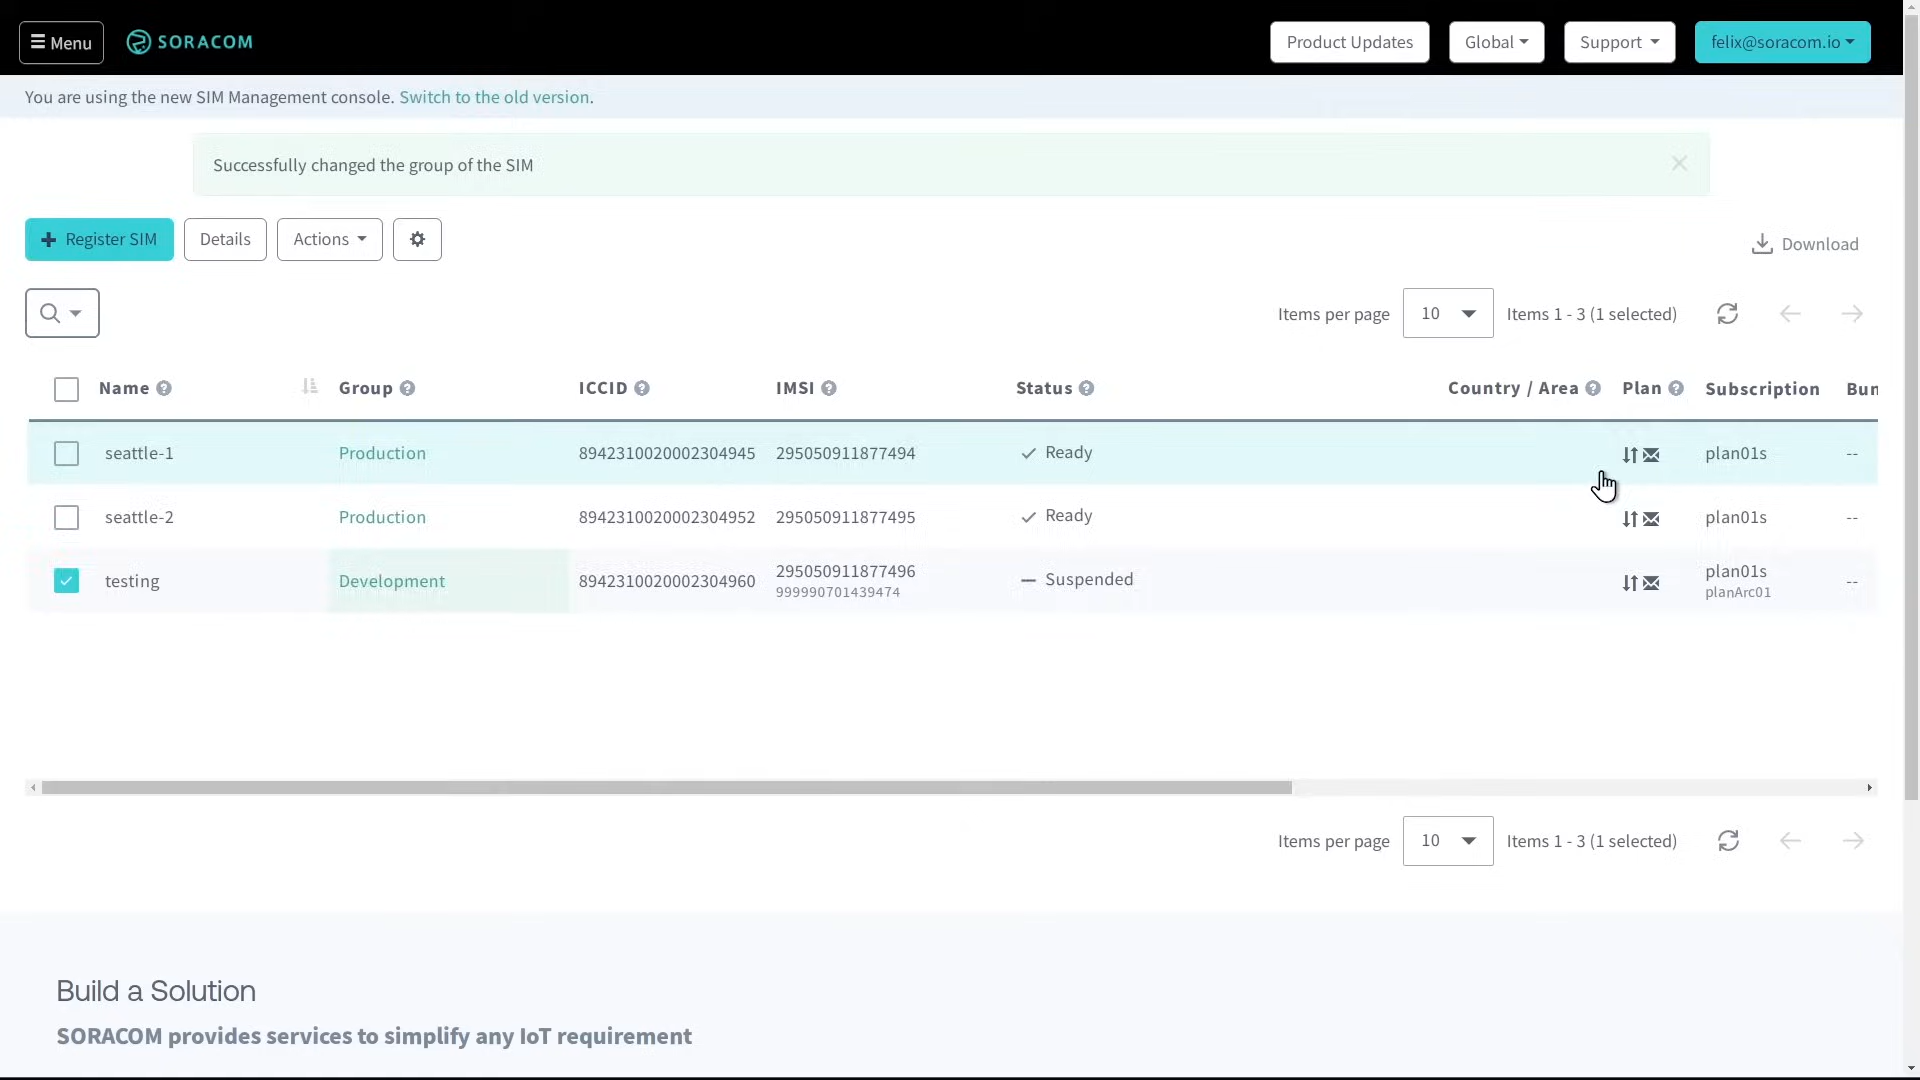 Menu SORACOM Product Updates Global Support felix@soracom.io
You are using the new SIM Management console. Switch to the old version.
Successfully changed the group of the SIM
Register SIM Details Actions Download
Items per page 10 Items 1 - 3 (1 selected)
Name Group ICCID IMSI Status Country / Area Plan Subscription Bun
seattle-1 Production 8942310020002304945 295050911877494 Ready plan01s --
seattle-2 Production 8942310020002304952 295050911877495 Ready plan01s --
testing Development 8942310020002304960 295050911877496 Suspended plan01s --
999990701439474 planArc01
Items per page 10 Items 1 - 3 (1 selected)
Build a Solution
SORACOM provides services to simplify any IoT requirement